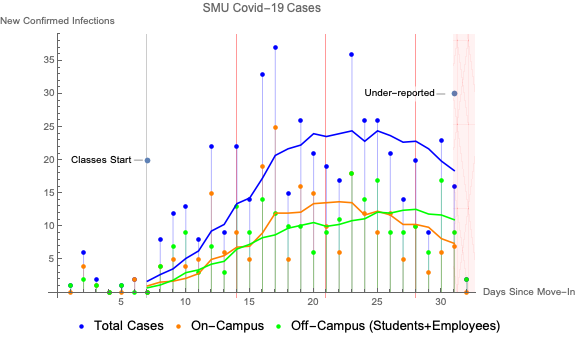 SMU Covid-19 Cases
New Confirmed Infections
35
30
25
20
15
10
5
Under-reported
Classes Start
5 10 15 20 25 30
Days Since Move-In
Total Cases On-Campus Off-Campus (Students+Employees)